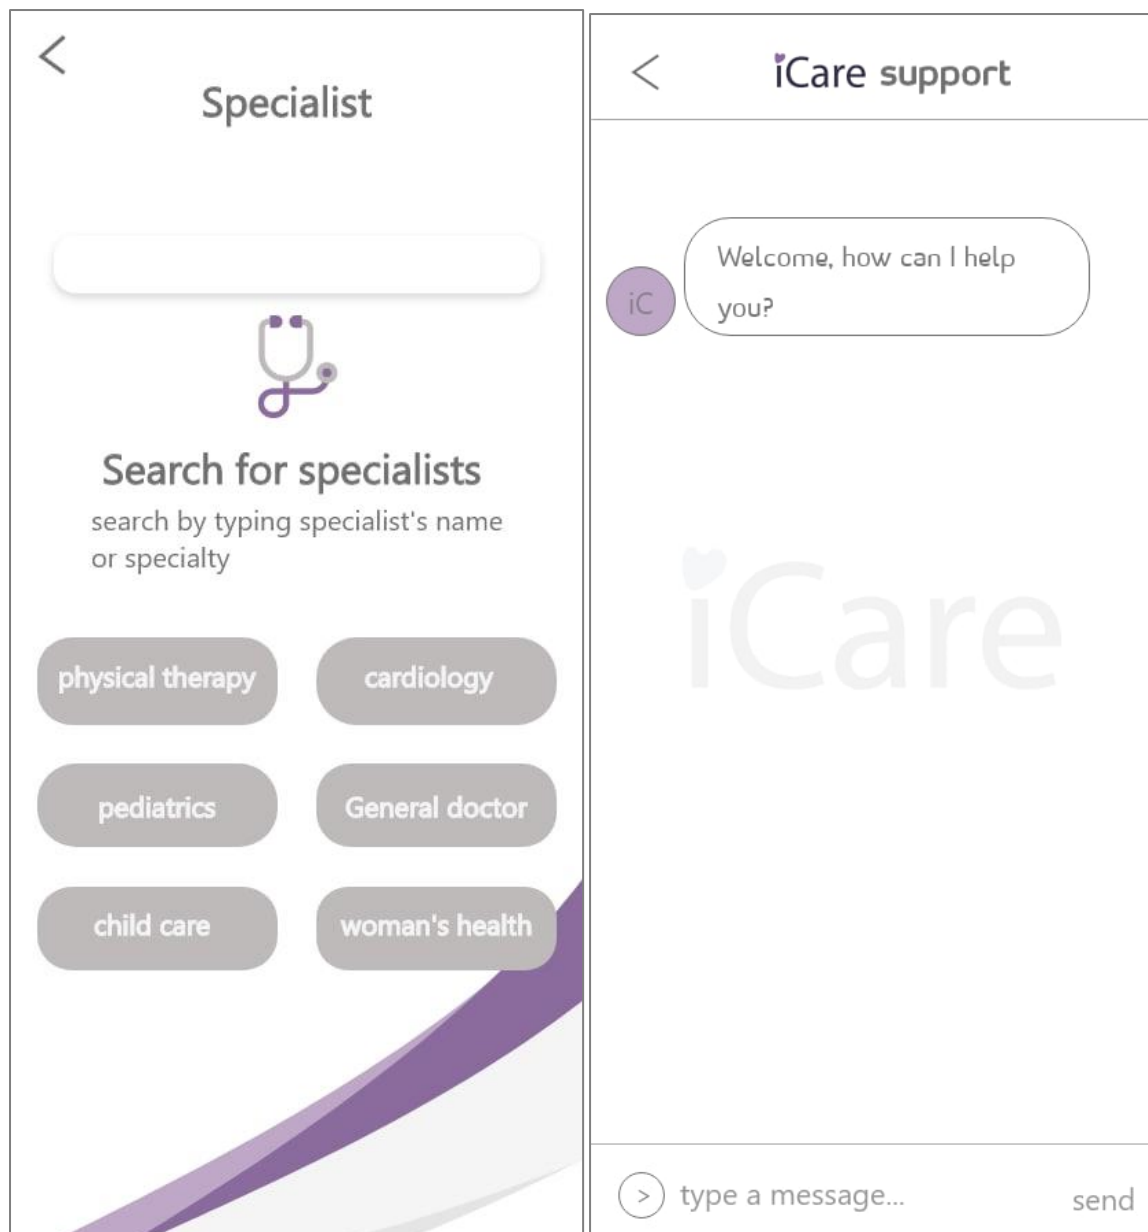 Specialist
Search for specialists
search by typing specialist's name
or specialty
physical therapy
cardiology
pediatrics
General doctor
child care
woman's health
iCare support
Welcome, how can I help
you?
iC
iCare
> type a message...
send